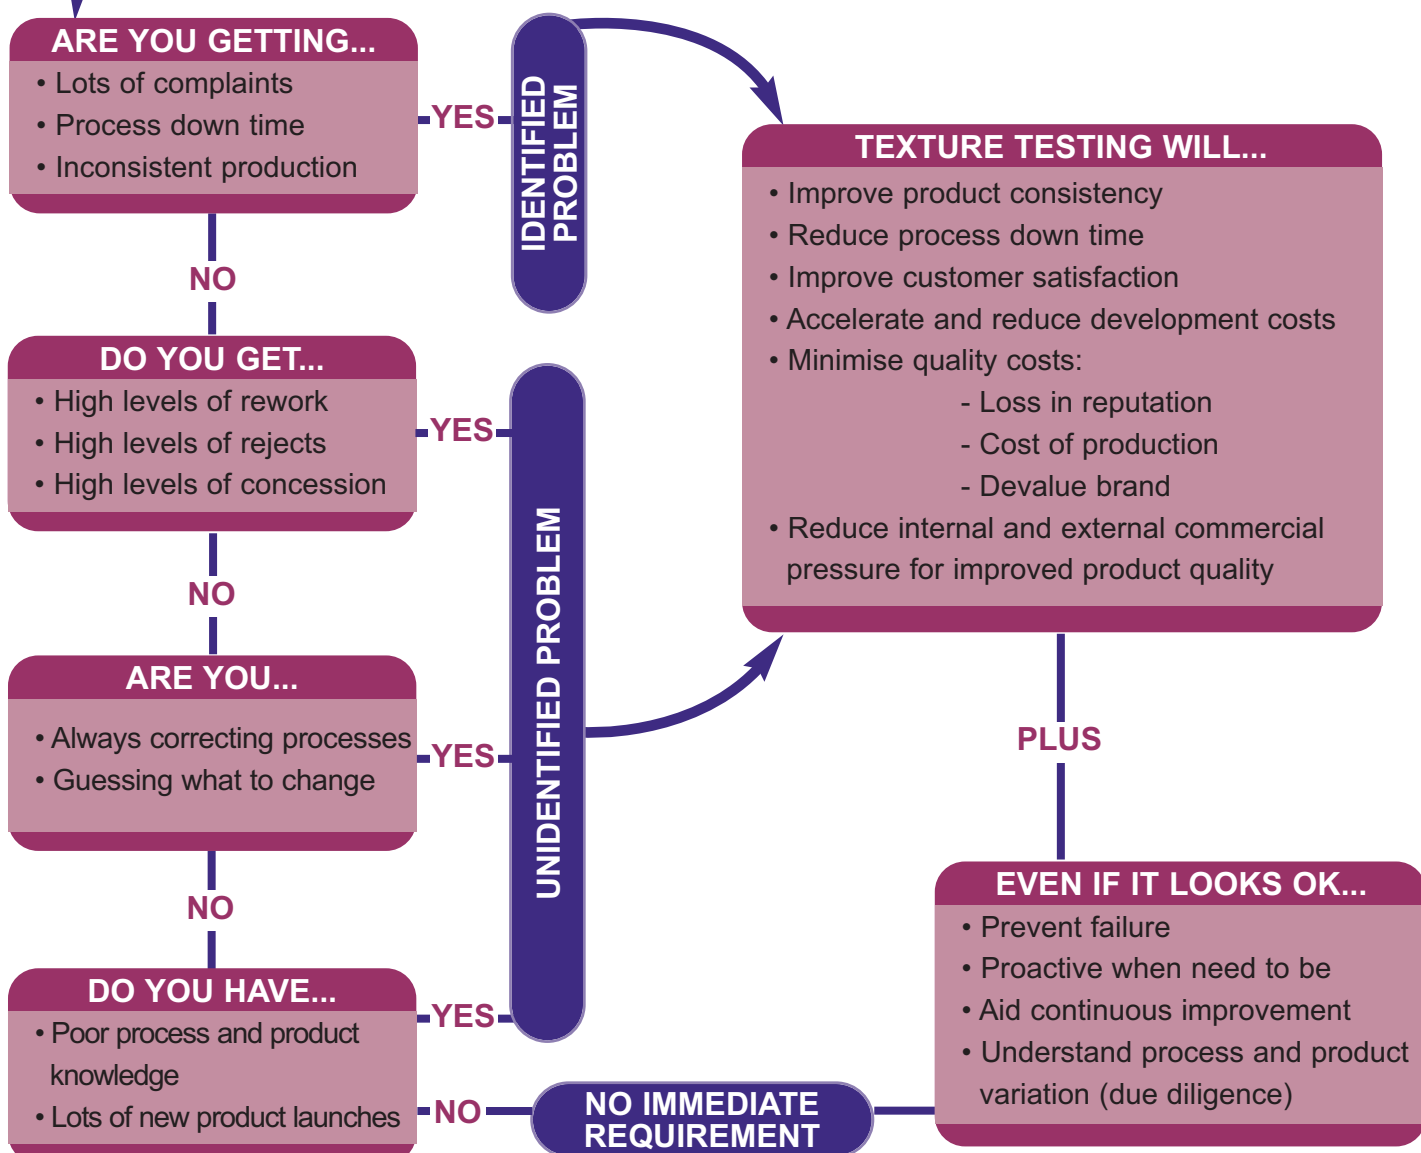 ARE YOU GETTING...
• Lots of complaints
• Process down time
• Inconsistent production
YES
IDENTIFIED
PROBLEM
NO
DO YOU GET...
• High levels of rework
• High levels of rejects
• High levels of concession
YES
NO
ARE YOU...
• Always correcting processes
• Guessing what to change
YES
NO
DO YOU HAVE...
• Poor process and product
knowledge
• Lots of new product launches
YES
UNIDENTIFIED PROBLEM
NO
NO IMMEDIATE
REQUIREMENT
TEXTURE TESTING WILL...
• Improve product consistency
• Reduce process down time
• Improve customer satisfaction
• Accelerate and reduce development costs
• Minimise quality costs:
- Loss in reputation
- Cost of production
- Devalue brand
• Reduce internal and external commercial
pressure for improved product quality
PLUS
EVEN IF IT LOOKS OK...
• Prevent failure
• Proactive when need to be
• Aid continuous improvement
• Understand process and product
variation (due diligence)